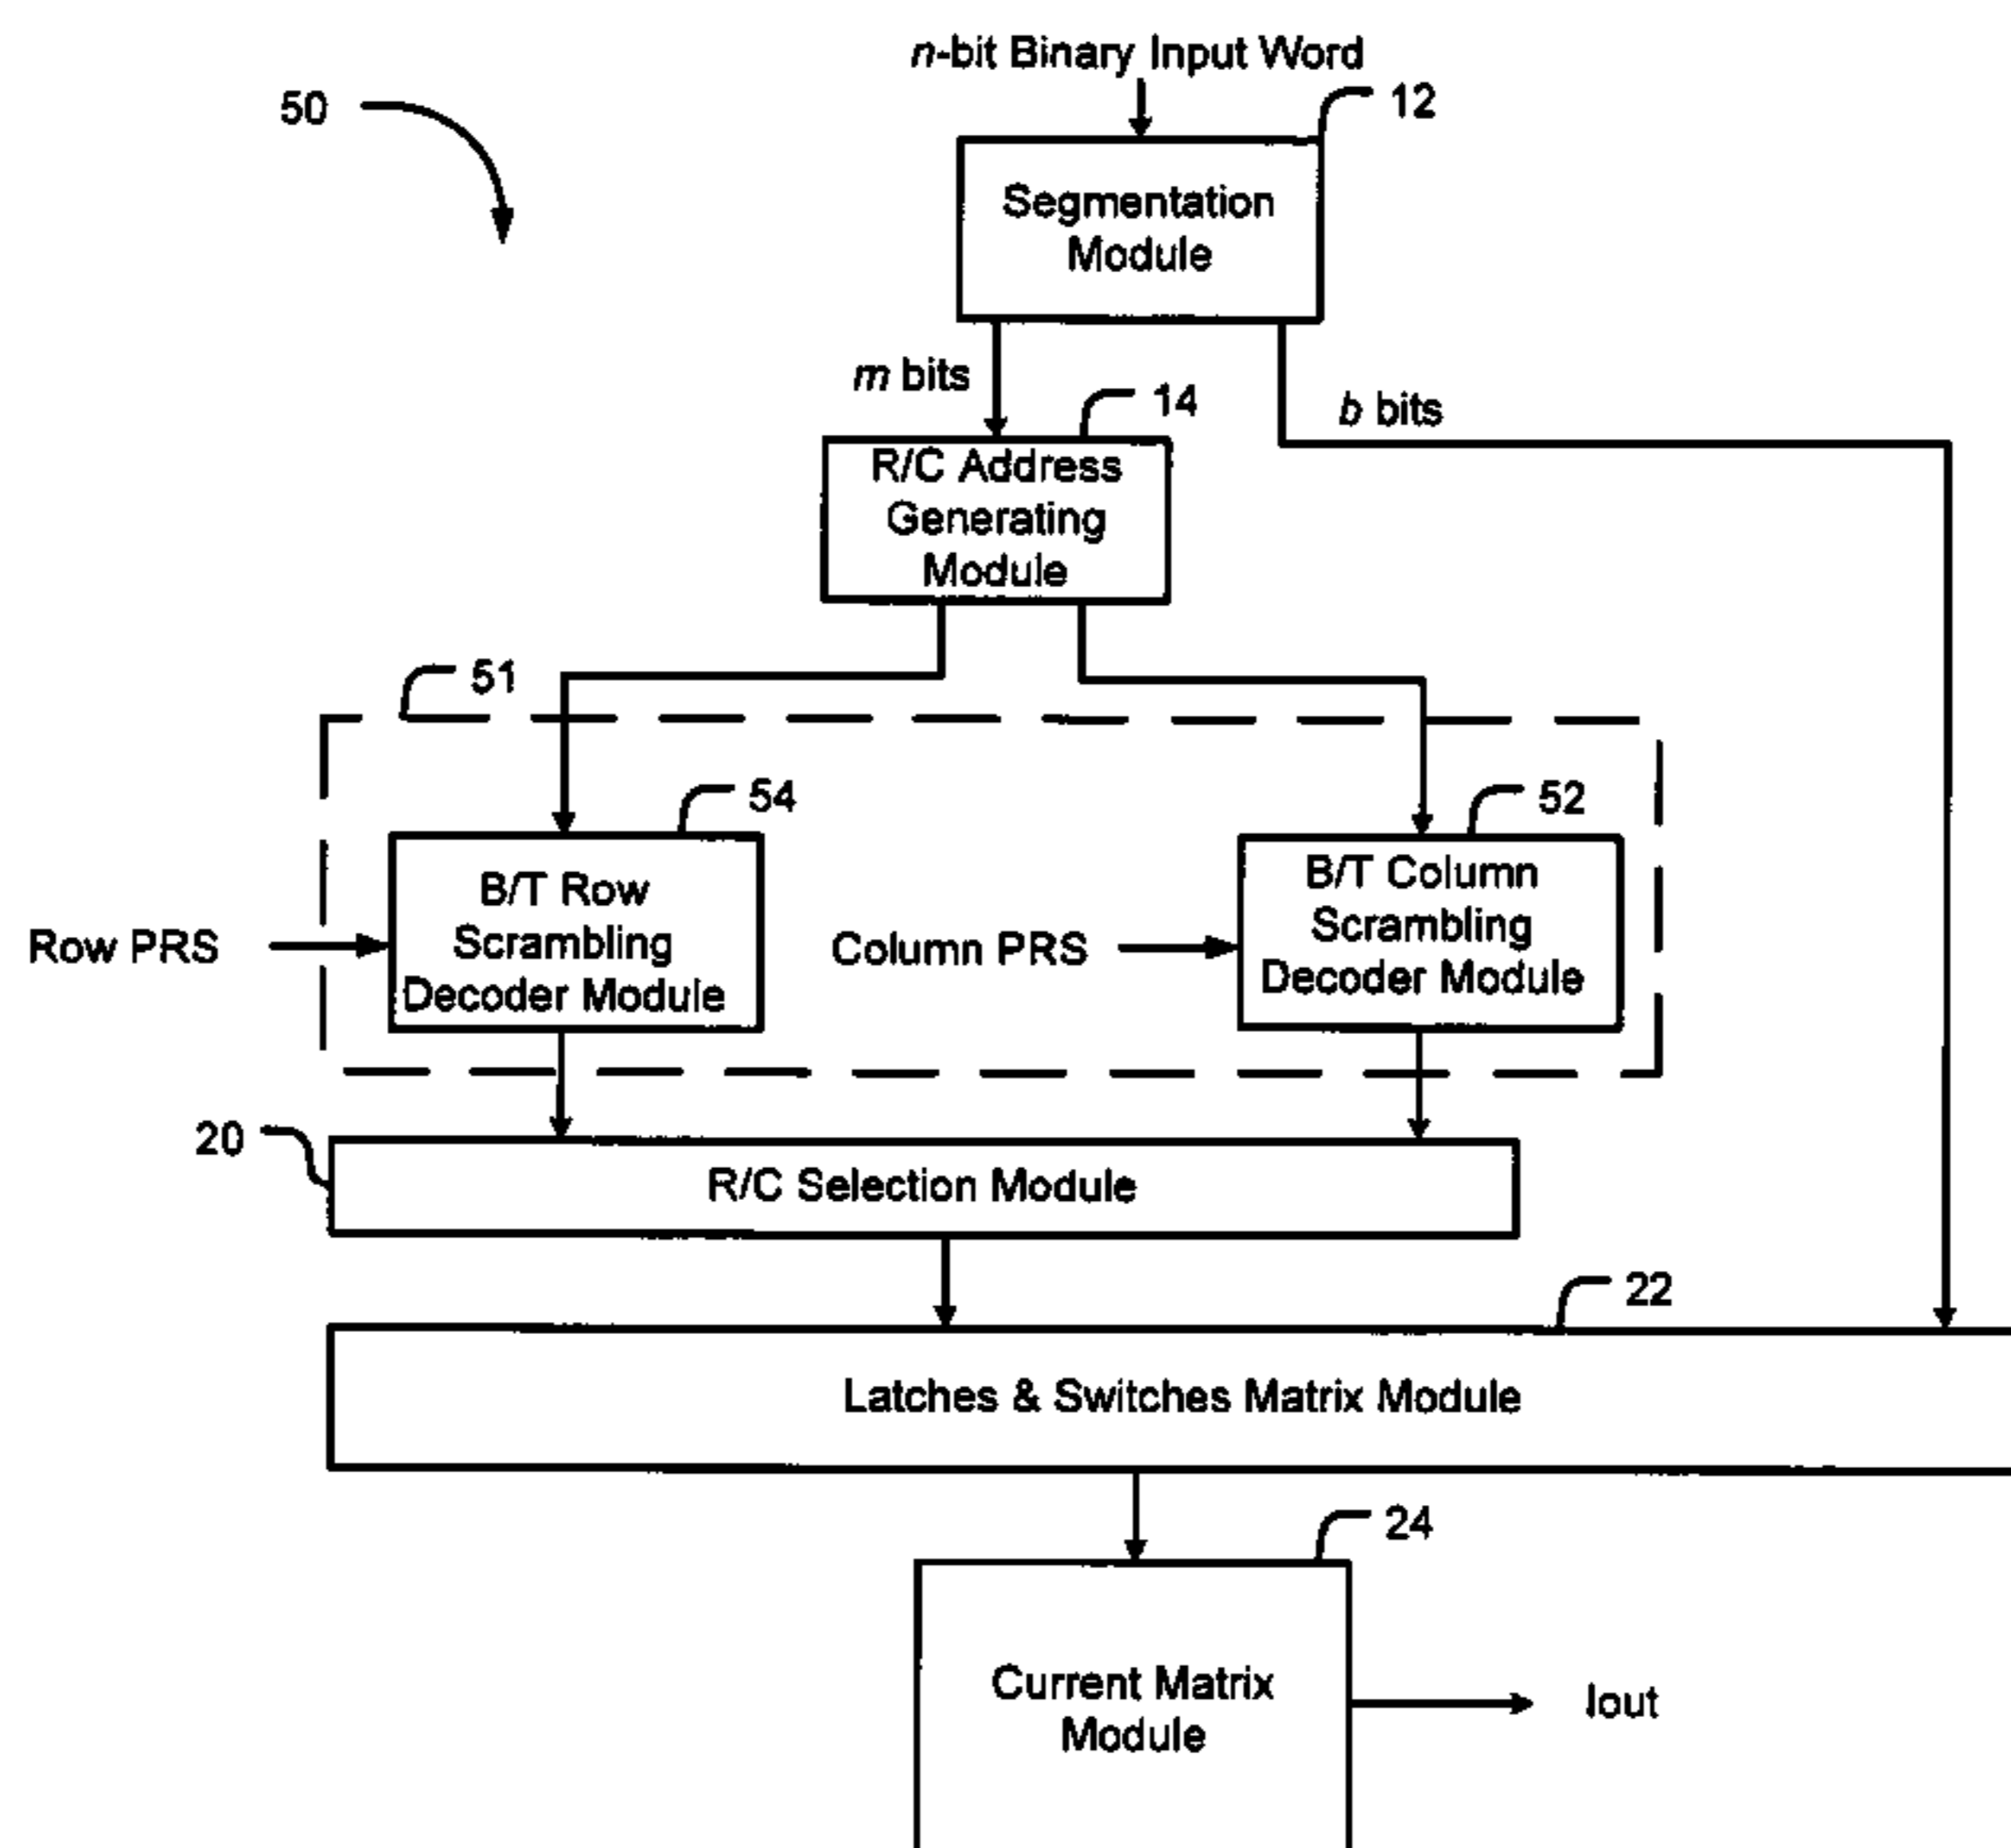 n-bit Binary Input Word
50
12
Segmentation
Module
m bits
14
b bits
R/C Address
Generating
Module
51
54
52
B/T Row
Scrambling
Decoder Module
B/T Column
Scrambling
Decoder Module
Row PRS
Column PRS
20
R/C Selection Module
22
Latches & Switches Matrix Module
24
Current Matrix
Module
Iout